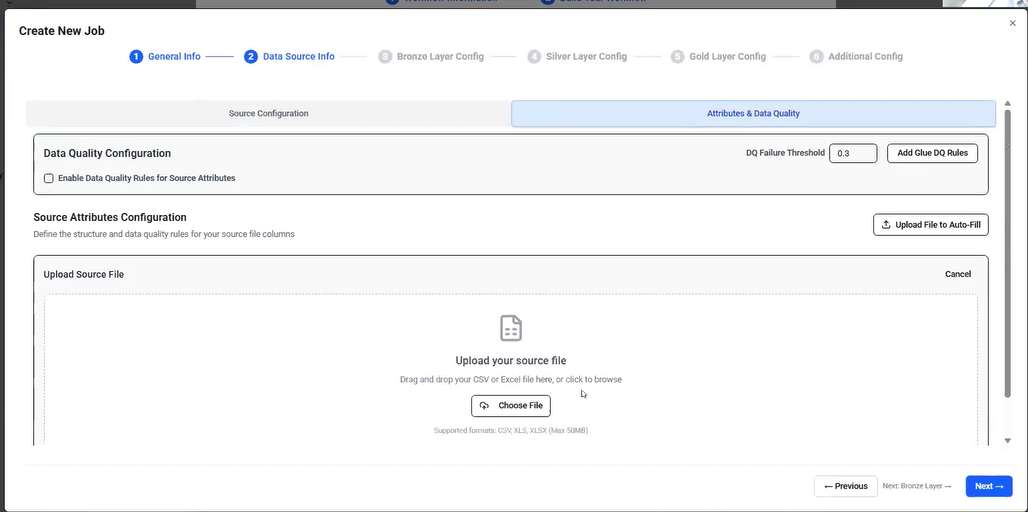 Create New Job
1 General Info
2 Data Source Info
3 Bronze Layer Config
4 Silver Layer Config
5 Gold Layer Config
6 Additional Config
Source Configuration
Attributes & Data Quality
Data Quality Configuration
DQ Failure Threshold
0.3
Add Glue DQ Rules
Enable Data Quality Rules for Source Attributes
Source Attributes Configuration
Define the structure and data quality rules for your source file columns
Upload File to Auto-Fill
Upload Source File
Cancel
Upload your source file
Drag and drop your CSV or Excel file here, or click to browse
Choose File
Supported formats: CSV, XLS, XLSX (Max 50MB)
← Previous
Next: Bronze Layer →
Next →